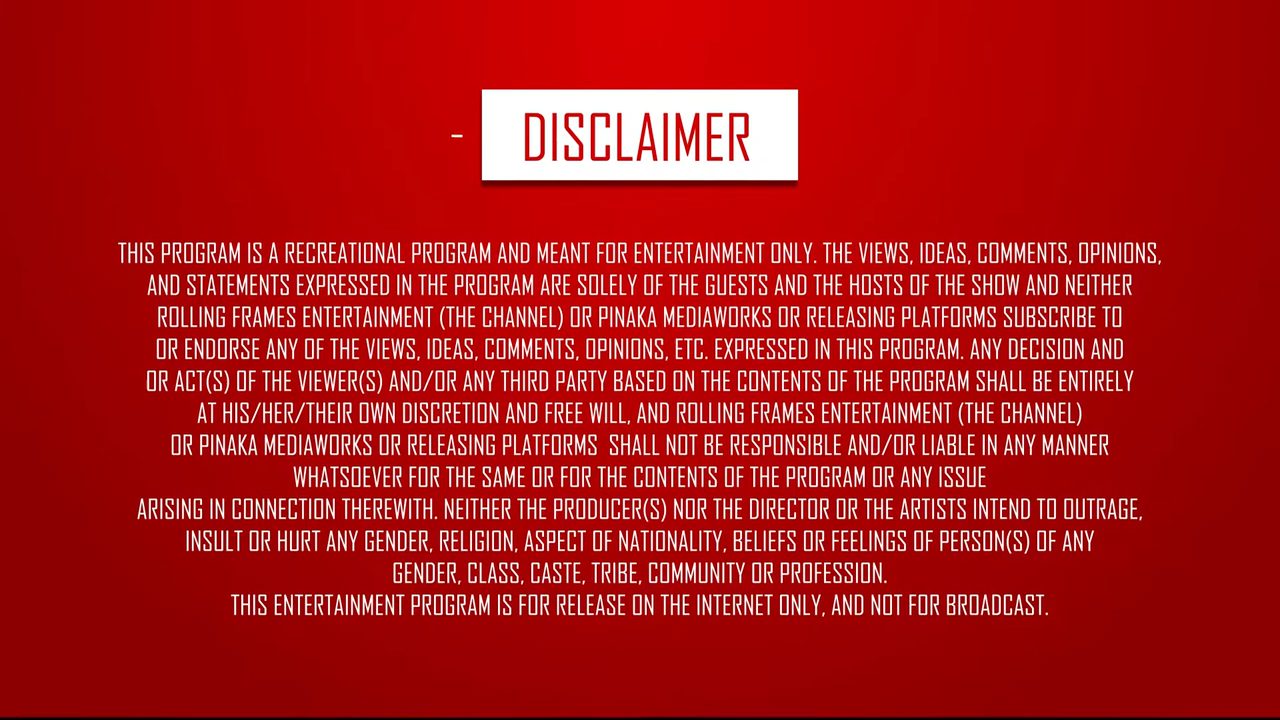 - DISCLAIMER
THIS PROGRAM IS A RECREATIONAL PROGRAM AND MEANT FOR ENTERTAINMENT ONLY. THE VIEWS, IDEAS, COMMENTS, OPINIONS,
AND STATEMENTS EXPRESSED IN THE PROGRAM ARE SOLELY OF THE GUESTS AND THE HOSTS OF THE SHOW AND NEITHER
ROLLING FRAMES ENTERTAINMENT (THE CHANNEL) OR PINAKA MEDIAWORKS OR RELEASING PLATFORMS SUBSCRIBE TO
OR ENDORSE ANY OF THE VIEWS, IDEAS, COMMENTS, OPINIONS, ETC. EXPRESSED IN THIS PROGRAM. ANY DECISION AND
OR ACT(S) OF THE VIEWER(S) AND/OR ANY THIRD PARTY BASED ON THE CONTENTS OF THE PROGRAM SHALL BE ENTIRELY
AT HIS/HER/THEIR OWN DISCRETION AND FREE WILL, AND ROLLING FRAMES ENTERTAINMENT (THE CHANNEL)
OR PINAKA MEDIAWORKS OR RELEASING PLATFORMS SHALL NOT BE RESPONSIBLE AND/OR LIABLE IN ANY MANNER
WHATSOEVER FOR THE SAME OR FOR THE CONTENTS OF THE PROGRAM OR ANY ISSUE
ARISING IN CONNECTION THEREWITH. NEITHER THE PRODUCER(S) NOR THE DIRECTOR OR THE ARTISTS INTEND TO OUTRAGE,
INSULT OR HURT ANY GENDER, RELIGION, ASPECT OF NATIONALITY, BELIEFS OR FEELINGS OF PERSON(S) OF ANY
GENDER, CLASS, CASTE, TRIBE, COMMUNITY OR PROFESSION.
THIS ENTERTAINMENT PROGRAM IS FOR RELEASE ON THE INTERNET ONLY, AND NOT FOR BROADCAST.